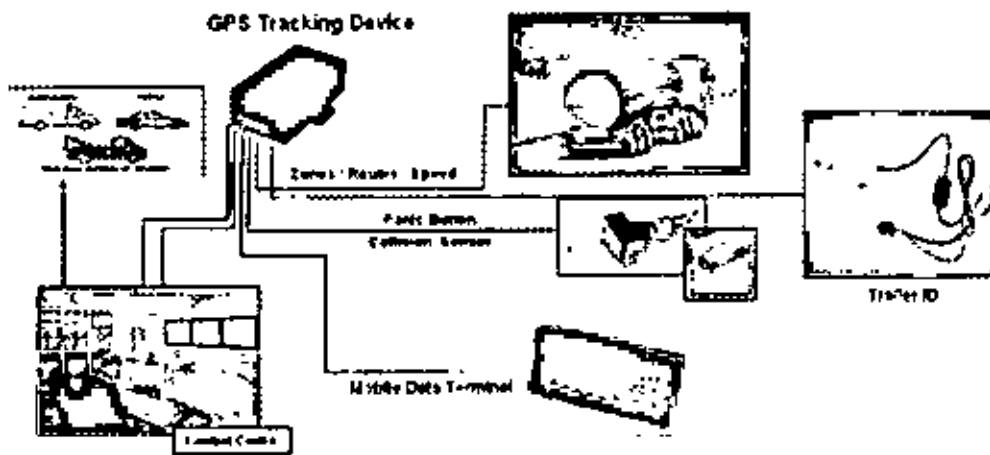 GPS Tracking Device
Zones Routes Speed
Panic Button
Collision Sensor
Trailer ID
Mobile Data Terminal
Control Centre